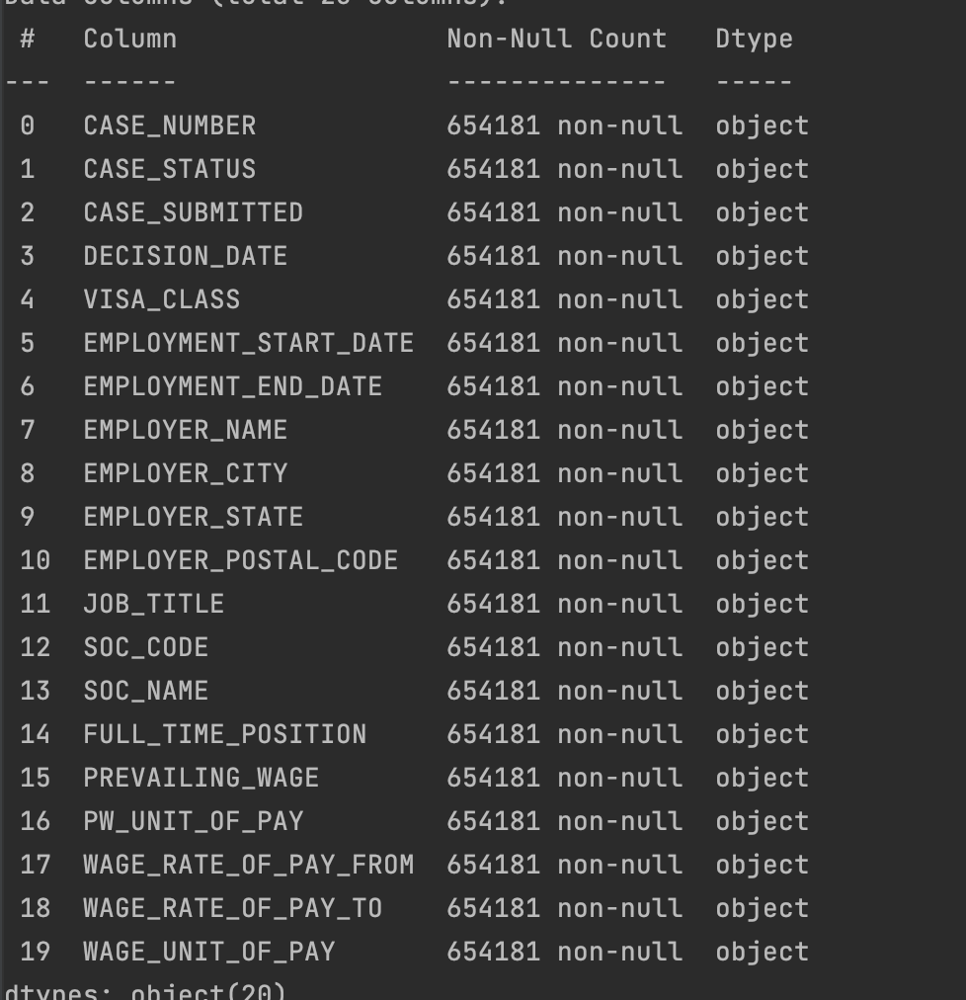 Data columns (total 20 columns):
 #   Column                 Non-Null Count   Dtype
---  ------                 --------------   -----
 0   CASE_NUMBER            654181 non-null  object
 1   CASE_STATUS            654181 non-null  object
 2   CASE_SUBMITTED         654181 non-null  object
 3   DECISION_DATE          654181 non-null  object
 4   VISA_CLASS             654181 non-null  object
 5   EMPLOYMENT_START_DATE  654181 non-null  object
 6   EMPLOYMENT_END_DATE    654181 non-null  object
 7   EMPLOYER_NAME          654181 non-null  object
 8   EMPLOYER_CITY          654181 non-null  object
 9   EMPLOYER_STATE         654181 non-null  object
 10  EMPLOYER_POSTAL_CODE   654181 non-null  object
 11  JOB_TITLE              654181 non-null  object
 12  SOC_CODE               654181 non-null  object
 13  SOC_NAME               654181 non-null  object
 14  FULL_TIME_POSITION     654181 non-null  object
 15  PREVAILING_WAGE        654181 non-null  object
 16  PW_UNIT_OF_PAY         654181 non-null  object
 17  WAGE_RATE_OF_PAY_FROM  654181 non-null  object
 18  WAGE_RATE_OF_PAY_TO    654181 non-null  object
 19  WAGE_UNIT_OF_PAY       654181 non-null  object
dtypes: object(20)